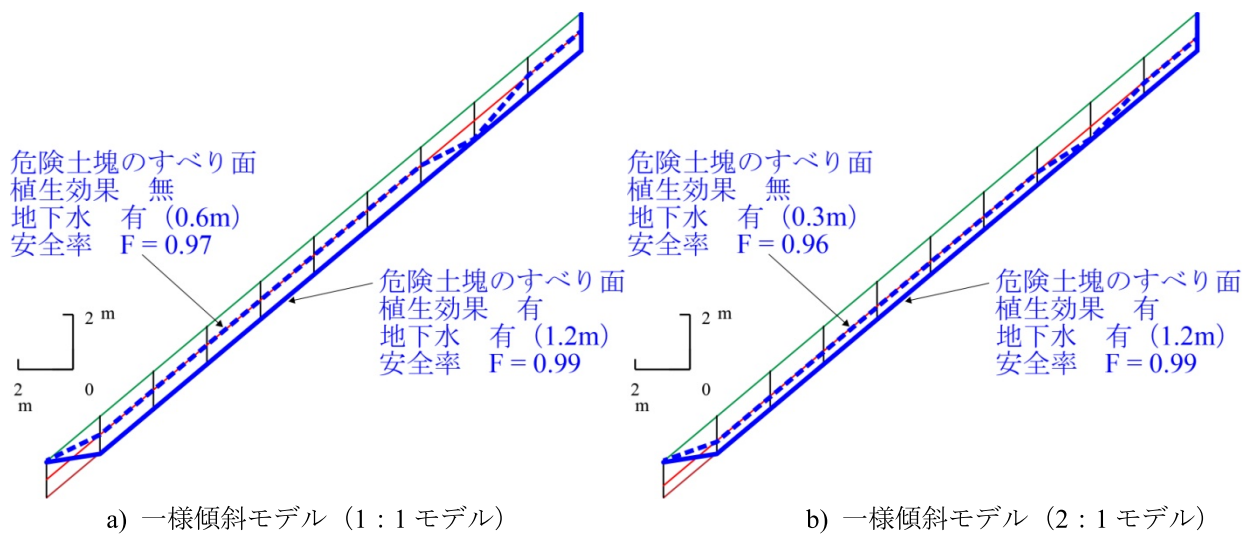 危険土塊のすべり面
植生効果　無
地下水　有（0.6m）
安全率　F = 0.97
危険土塊のすべり面
植生効果　有
地下水　有（1.2m）
安全率　F = 0.99
2 m
0
2
m
a) 一様傾斜モデル（1：1 モデル）
危険土塊のすべり面
植生効果　無
地下水　有（0.3m）
安全率　F = 0.96
危険土塊のすべり面
植生効果　有
地下水　有（1.2m）
安全率　F = 0.99
2 m
0
2
m
b) 一様傾斜モデル（2：1 モデル）